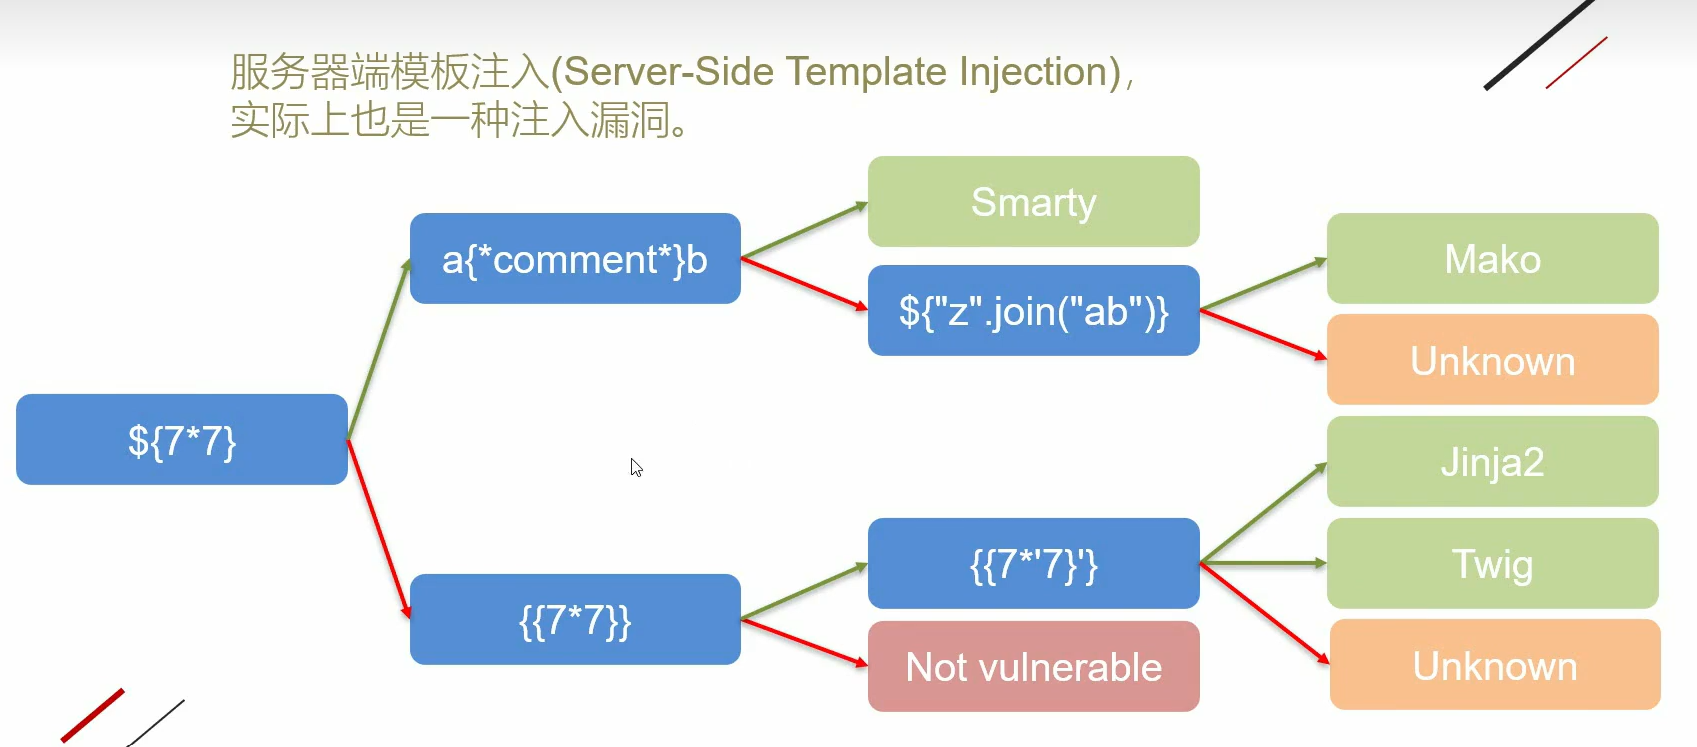 服务器端模板注入(Server-Side Template Injection)，
实际上也是一种注入漏洞。
Smarty
a{*comment*}b
Mako
${"z".join("ab")}
Unknown
${7*7}
Jinja2
{{7*'7}'}
Twig
{{7*7}}
Not vulnerable
Unknown